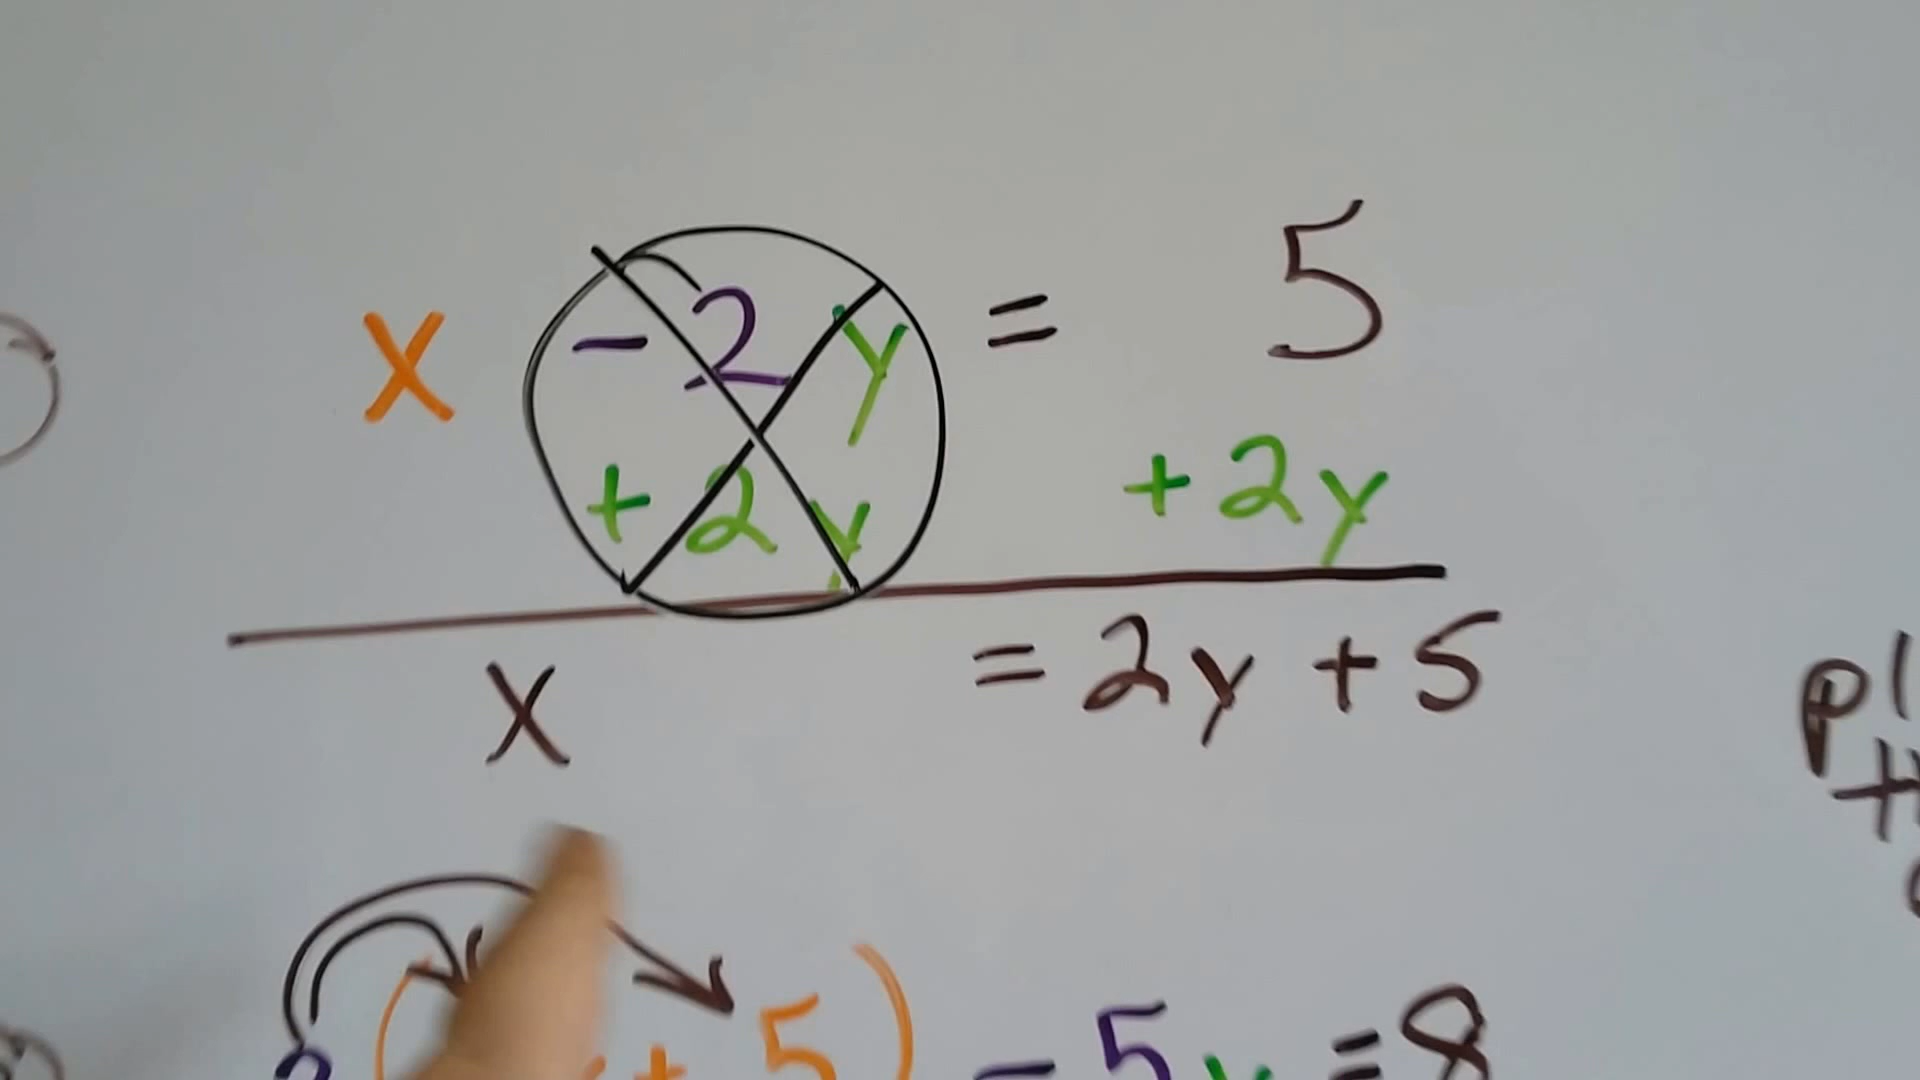 x - 2y = 5
+ 2y + 2y
x = 2y + 5
+ 5) - 5y = 8